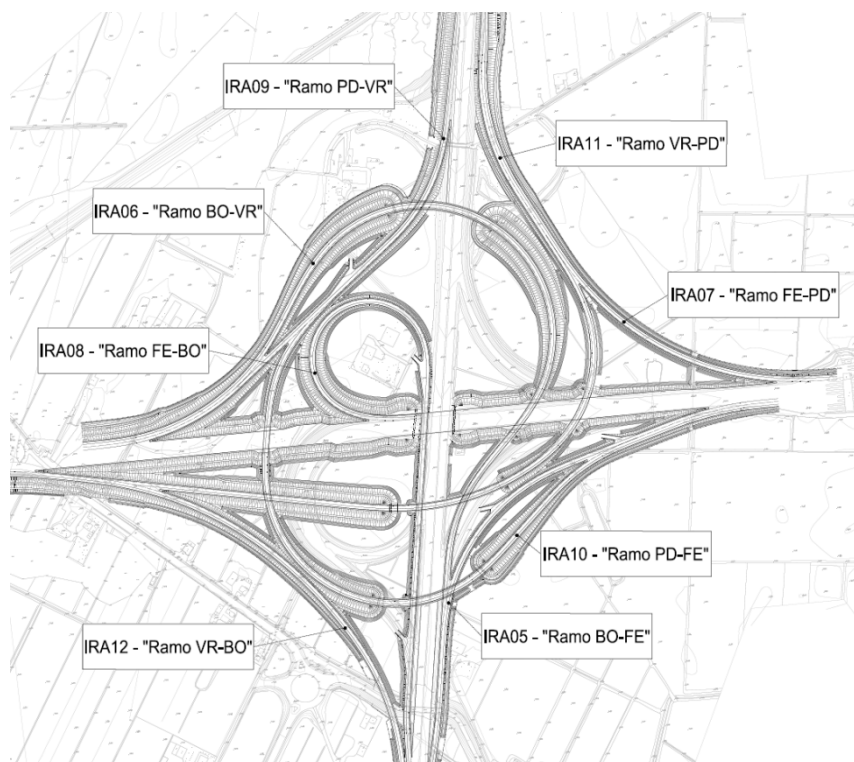 IRA09 - "Ramo PD-VR"
IRA11 - "Ramo VR-PD"
IRA06 - "Ramo BO-VR"
IRA07 - "Ramo FE-PD"
IRA08 - "Ramo FE-BO"
IRA10 - "Ramo PD-FE"
IRA12 - "Ramo VR-BO"
IRA05 - "Ramo BO-FE"